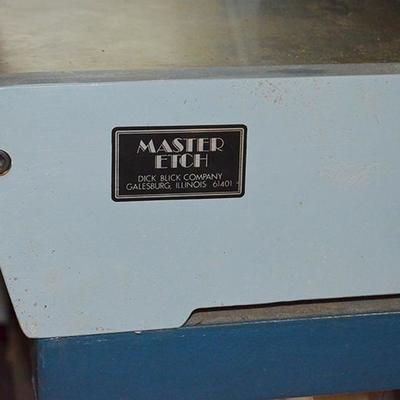 MASTER
ETCH
DICK BLICK COMPANY
GALESBURG, ILLINOIS 61401